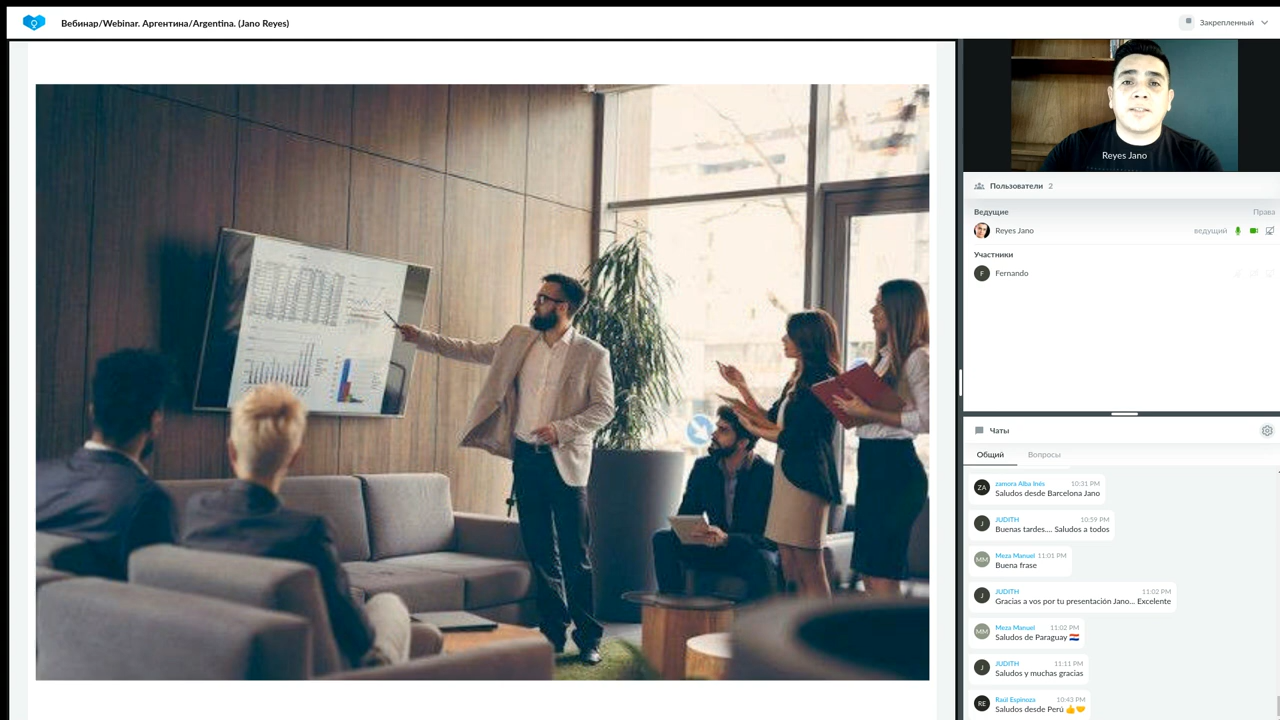 Вебинар/Webinar. Аргентина/Argentina. (Jano Reyes)
Закрепленный
Reyes Jano
Пользователи 2
Ведущие Права
Reyes Jano ведущий
Участники
F Fernando
Чаты
Общий Вопросы
ZA zamora Alba Inés 10:31 PM
Saludos desde Barcelona Jano
J JUDITH 10:59 PM
Buenas tardes.... Saludos a todos
MM Meza Manuel 11:01 PM
Buena frase
J JUDITH 11:02 PM
Gracias a vos por tu presentación Jano... Excelente
MM Meza Manuel 11:02 PM
Saludos de Paraguay 🇵🇾
J JUDITH 11:11 PM
Saludos y muchas gracias
RE Raúl Espinoza 10:43 PM
Saludos desde Perú 👍🤝